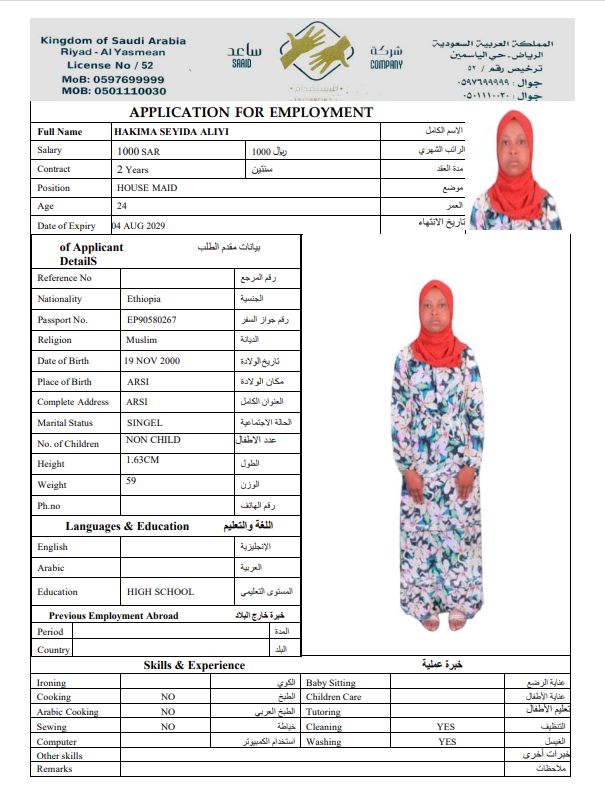 Kingdom of Saudi Arabia
Riyad - Al Yasmean
License No / 52
MoB: 0597699999
MOB: 0501110030
ساعد
SAAID
شركة
COMPANY
للإستقدام
المملكة العربية السعودية
الرياض - حي الياسمين
ترخيص رقم / ٥٢
جوال : ٠٥٩٧٦٩٩٩٩٩
جوال : ٠٥٠١١١٠٠٣٠
APPLICATION FOR EMPLOYMENT
Full Name HAKIMA SEYIDA ALIYI الاسم الكامل
Salary 1000 SAR 1000 ريال الراتب الشهري
Contract 2 Years سنتين مدة العقد
Position HOUSE MAID موضع
Age 24 العمر
Date of Expiry 04 AUG 2029 تاريخ الانتهاء
of Applicant بيانات مقدم الطلب
DetailS
Reference No رقم المرجع
Nationality Ethiopia الجنسية
Passport No. EP90580267 رقم جواز السفر
Religion Muslim الديانة
Date of Birth 19 NOV 2000 تاريخ الولادة
Place of Birth ARSI مكان الولادة
Complete Address ARSI العنوان الكامل
Marital Status SINGEL الحالة الاجتماعية
No. of Children NON CHILD عدد الاطفال
Height 1.63CM الطول
Weight 59 الوزن
Ph.no رقم الهاتف
Languages & Education اللغة والتعليم
English الإنجليزية
Arabic العربية
Education HIGH SCHOOL المستوى التعليمي
Previous Employment Abroad خبرة خارج البلاد
Period المدة
Country البلد
Skills & Experience خبرة عملية
Ironing الكوي Baby Sitting عناية الرضع
Cooking NO الطبخ Children Care عناية الأطفال
Arabic Cooking NO الطبخ العربي Tutoring تعليم الأطفال
Sewing NO خياطة Cleaning YES التنظيف
Computer استخدام الكمبيوتر Washing YES الغيسل
Other skills خبرات أخرى
Remarks ملاحظات